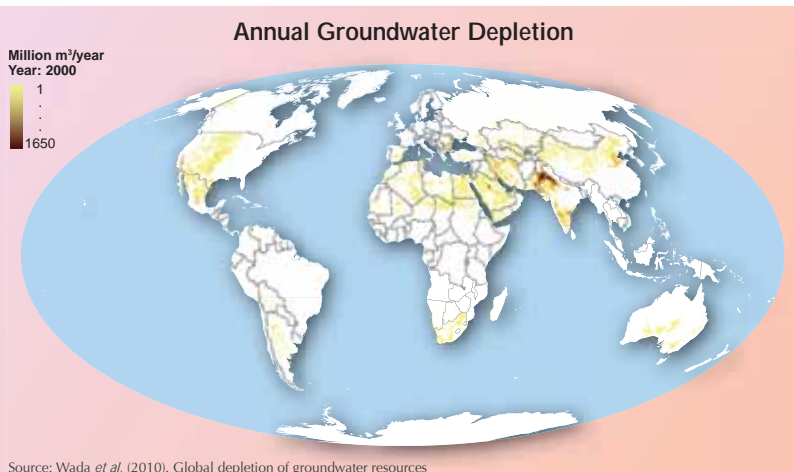 Annual Groundwater Depletion
Million m³/year
Year: 2000
1
.
.
.
1650
Source: Wada et al. (2010). Global depletion of groundwater resources